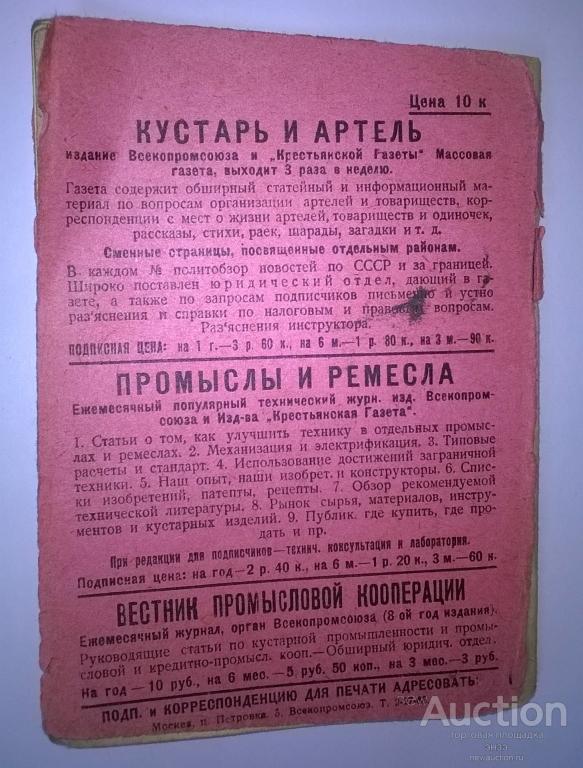 Цена 10 к
КУСТАРЬ И АРТЕЛЬ
издание Всекопромсоюза и „Крестьянской Газеты" Массовая
газета, выходит 3 раза в неделю.
Газета содержит обширный статейный и информационный ма-
териал по вопросам организации артелей и товариществ, кор-
респонденции с мест о жизни артелей, товариществ и одиночек,
рассказы, стихи, раек, шарады, загадки и т. д.
Сменные страницы, посвященные отдельным районам.
В каждом № политобзор новостей по СССР и за границей.
Широко поставлен юридический отдел, дающий в га-
зете, а также по запросам подписчиков письменно и устно
раз'яснения и справки по налоговым и правовым вопросам.
Раз'яснения инструктора.
ПОДПИСНАЯ ЦЕНА: на 1 г.—3 р. 60 к., на 6 м.—1 р. 80 к., на 3 м.—90 к.
ПРОМЫСЛЫ И РЕМЕСЛА
Ежемесячный популярный технический журн. изд. Всекопром-
союза и Изд-ва „Крестьянская Газета".
1. Статьи о том, как улучшить технику в отдельных промыс-
лах и ремеслах. 2. Механизация и электрификация. 3. Типовые
расчеты и стандарт. 4. Использование достижений заграничной
техники. 5. Наш опыт, наши изобрет. и конструкторы. 6. Спис-
ки изобретений, патенты, рецепты. 7. Обзор рекомендуемой
технической литературы. 8. Рынок сырья, материалов, инстру-
ментов и кустарных изделий. 9. Публик. где купить, где про-
дать и пр.
При редакции для подписчиков—технич. консультация и лаборатория.
Подписная цена: на год—2 р. 40 к., на 6 м.—1 р. 20 к., 3 м.—60 к.
ВЕСТНИК ПРОМЫСЛОВОЙ КООПЕРАЦИИ
Ежемесячный журнал, орган Всекопромсоюза (8-ой год издания).
Руководящие статьи по кустарной промышленности и промы-
словой и кредитно-промысл. кооп.—Обширный юридич. отдел.
На год — 10 руб., на 6 мес.—5 руб. 50 коп., на 3 мес.—3 руб.
ПОДП. И КОРРЕСПОНДЕНЦИЮ ДЛЯ ПЕЧАТИ АДРЕСОВАТЬ:
Москва, п. Петровка 5, Всекопромсоюз. Т.
Auction
торговая площадка
энзэ
newauction.ru